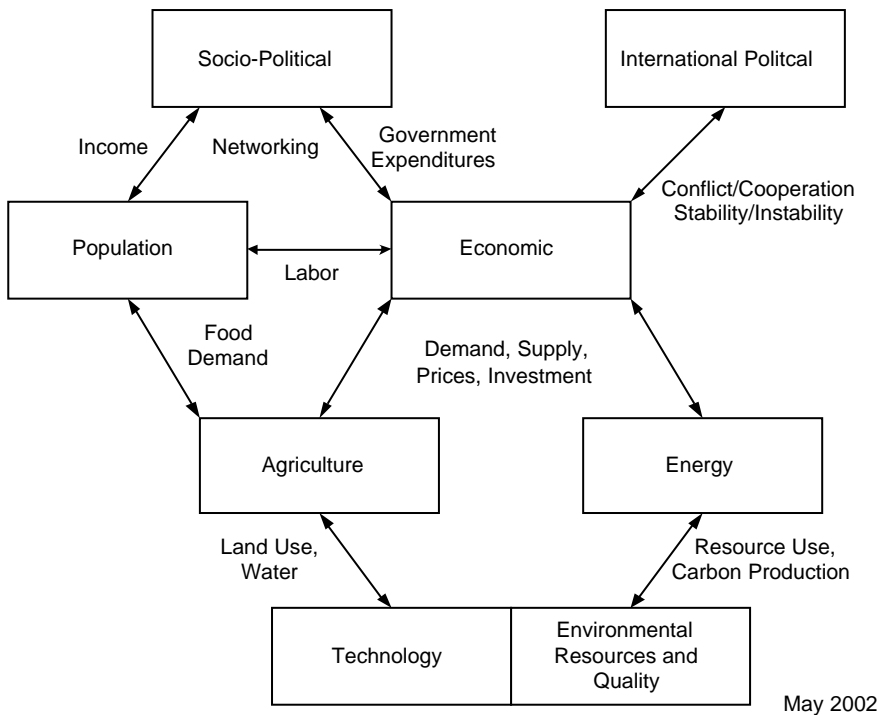 Socio-Political
International Politcal
Income
Networking
Government
Expenditures
Conflict/Cooperation
Stability/Instability
Population
Economic
Labor
Food
Demand
Demand, Supply,
Prices, Investment
Agriculture
Energy
Land Use,
Water
Resource Use,
Carbon Production
Technology
Environmental
Resources and
Quality
May 2002